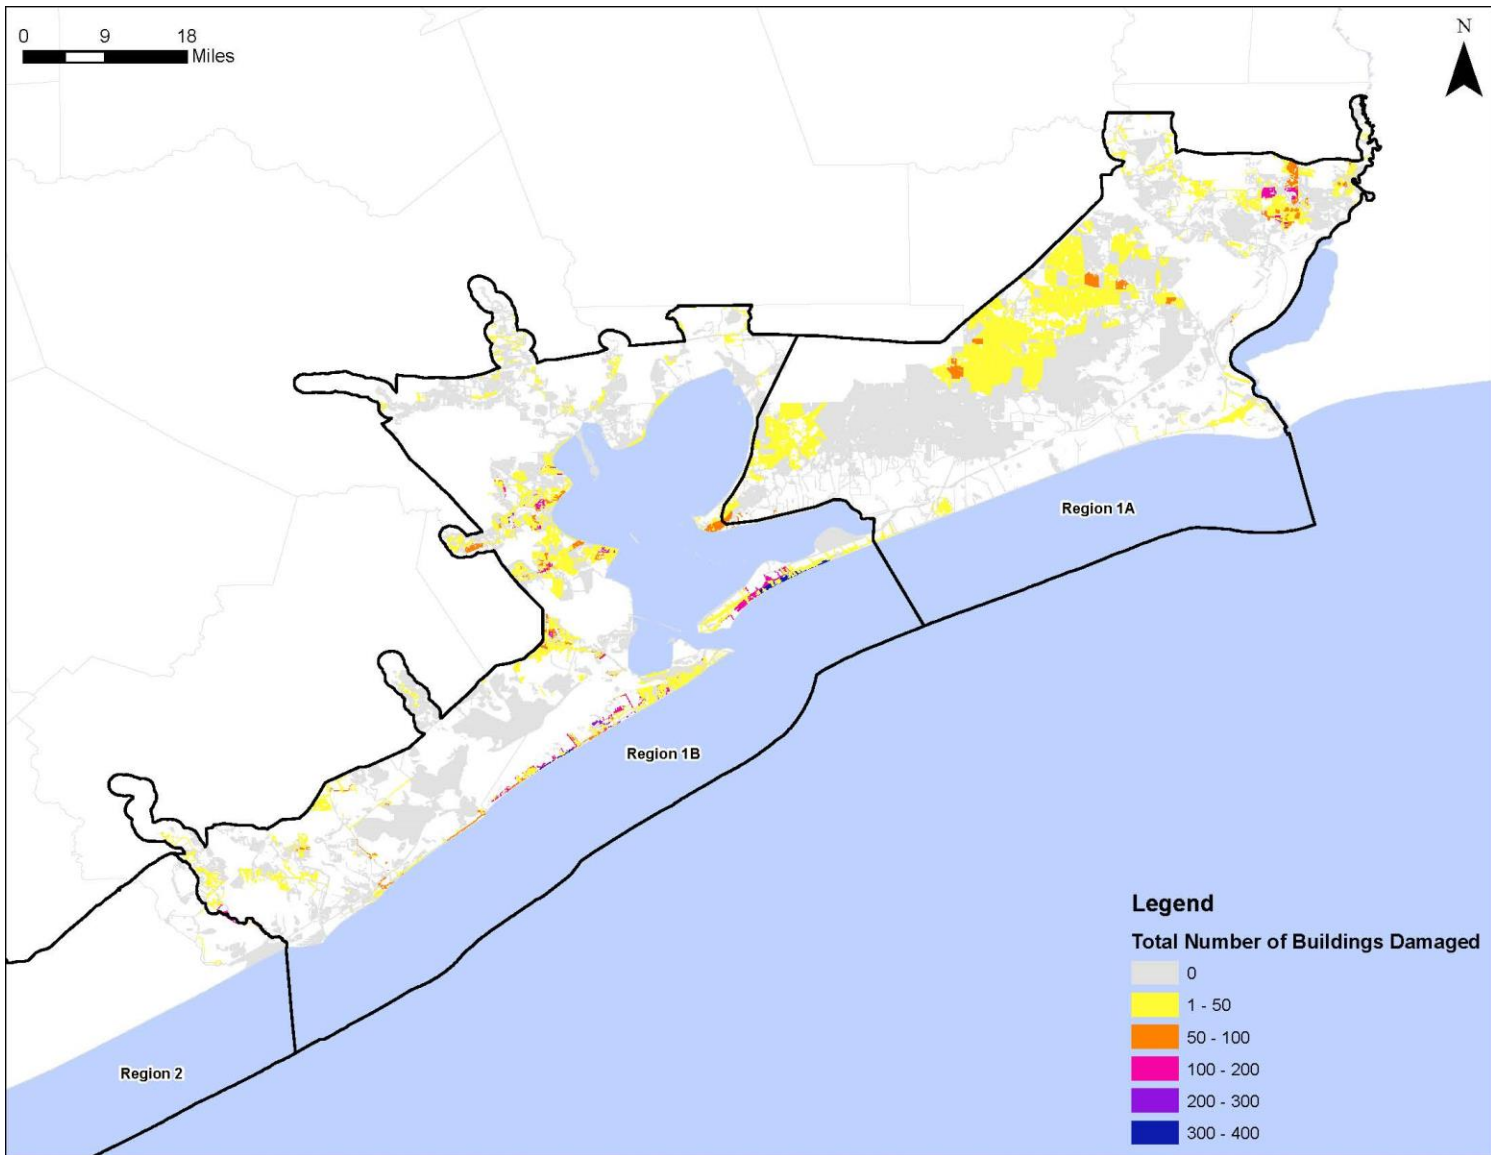 0 9 18
Miles
N
Region 1A
Region 1B
Region 2
Legend
Total Number of Buildings Damaged
0
1 - 50
50 - 100
100 - 200
200 - 300
300 - 400